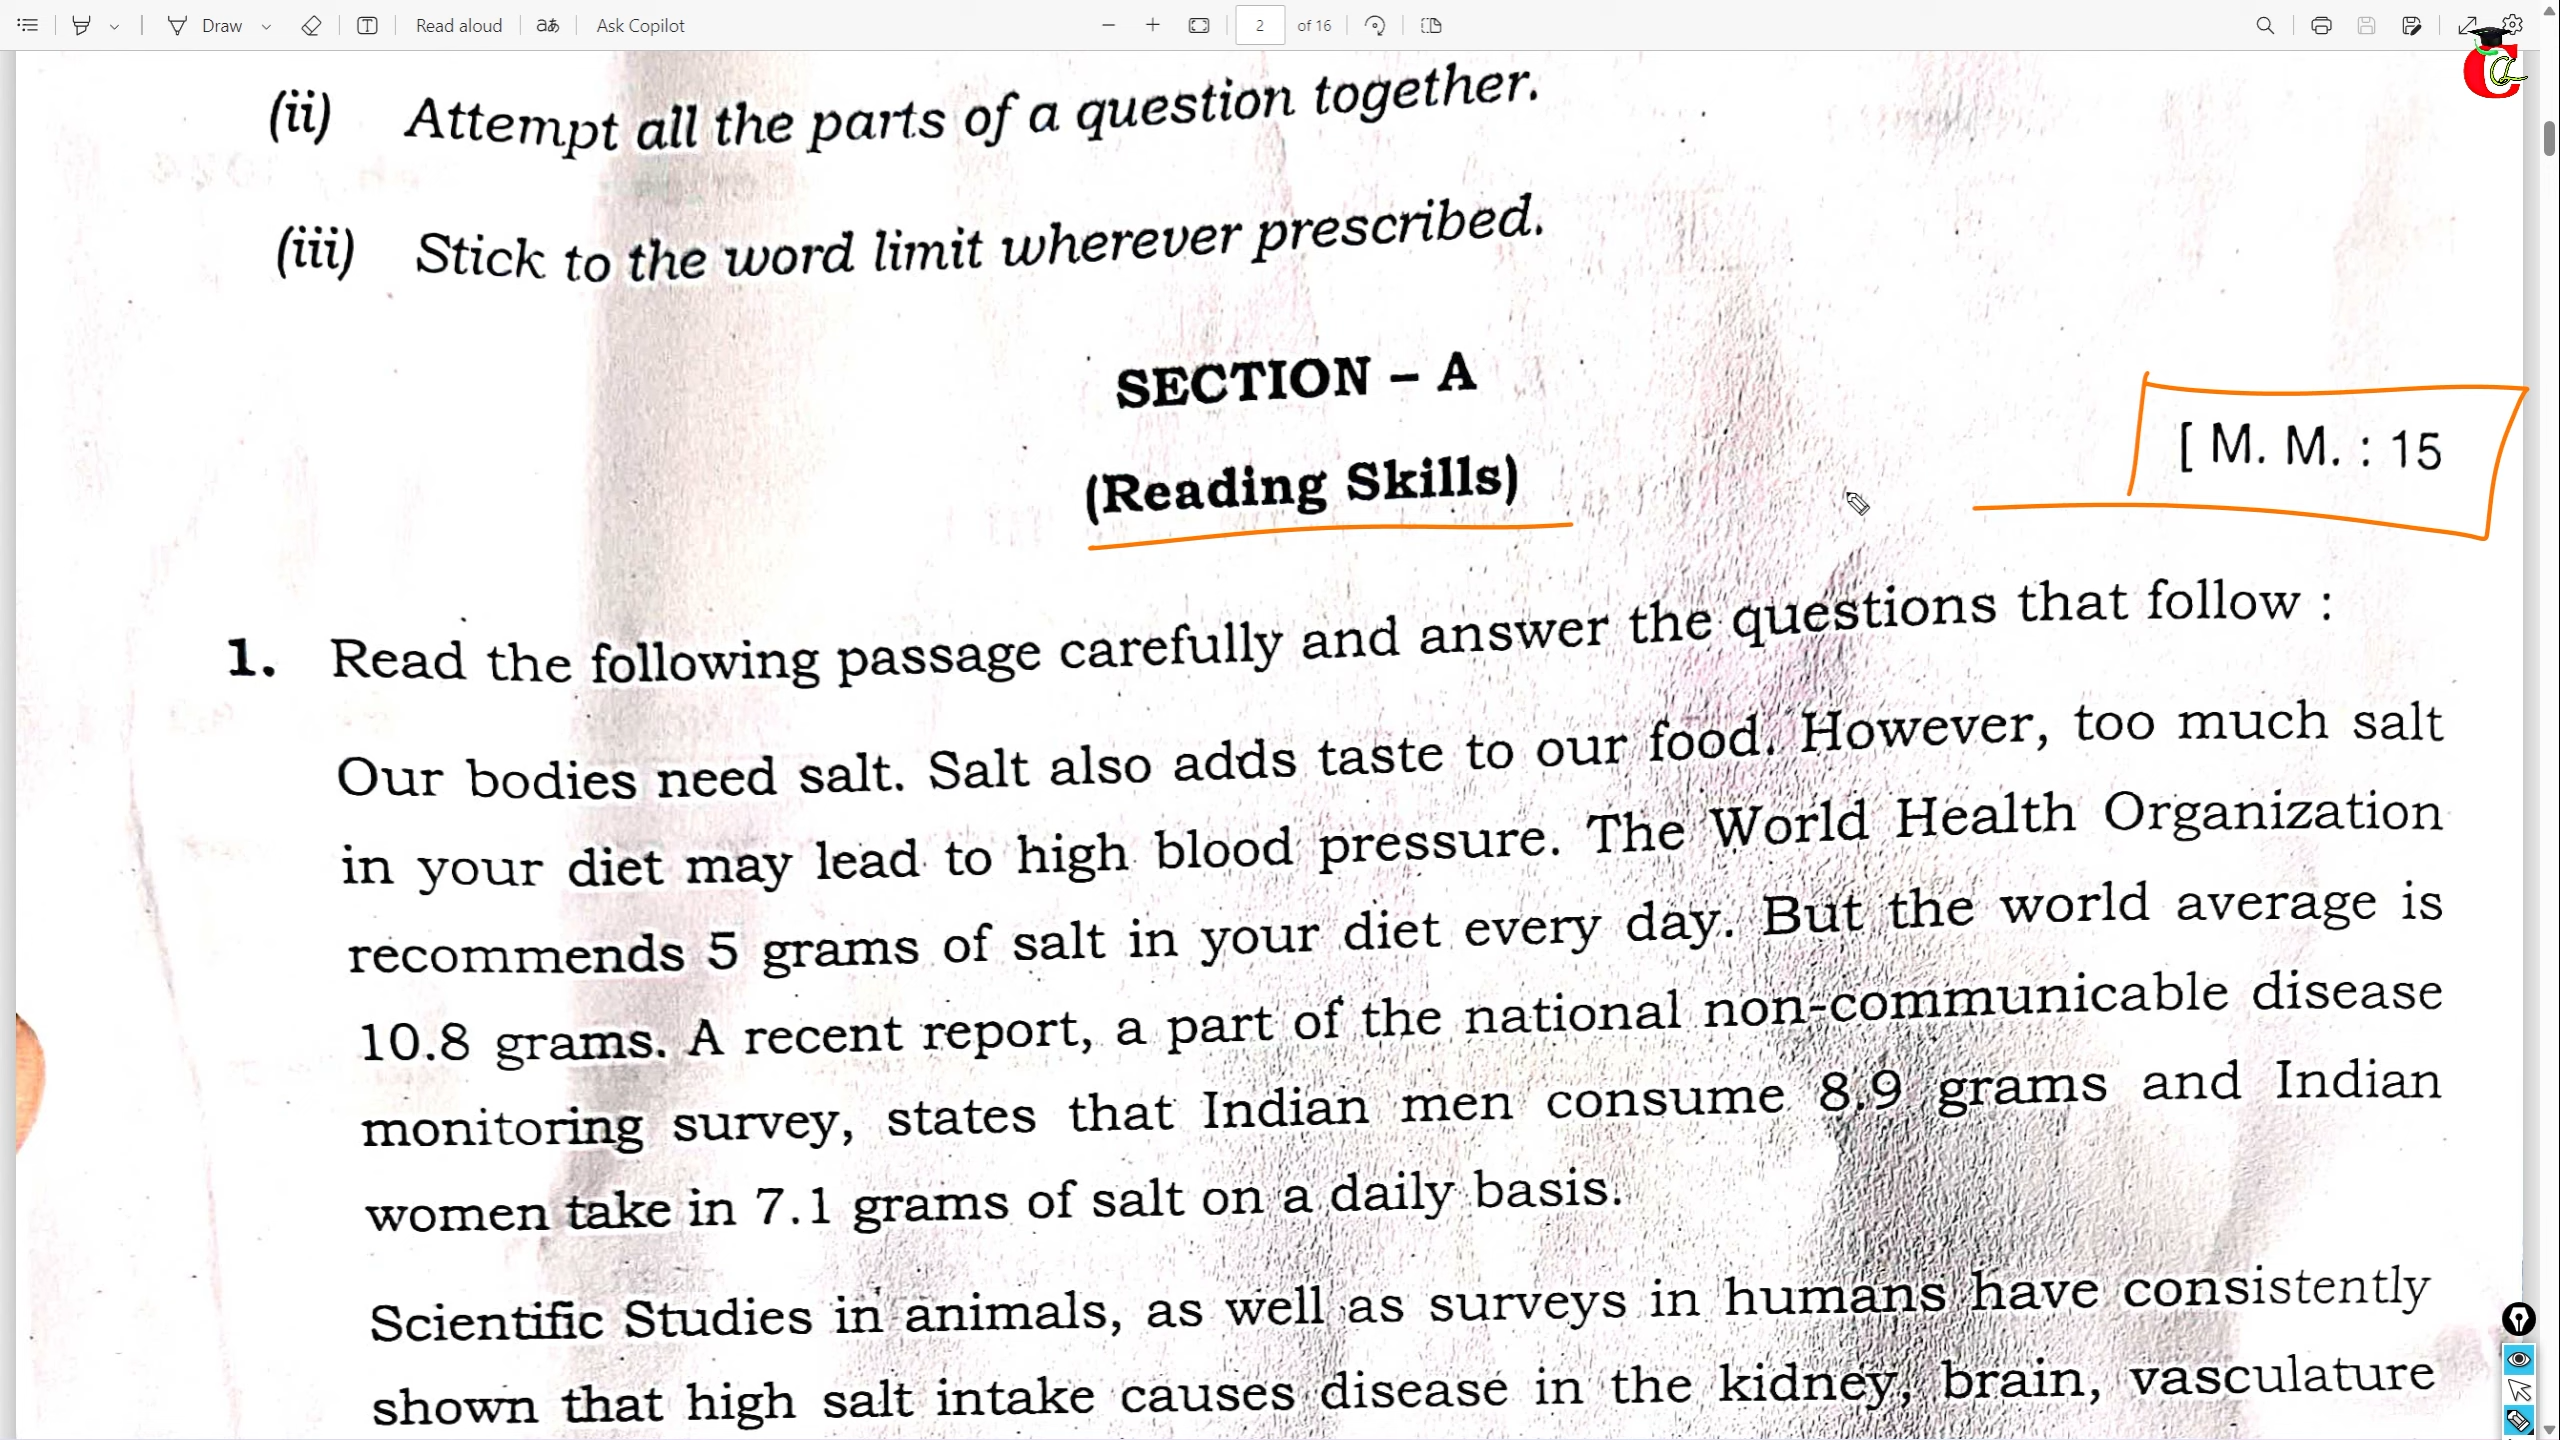 Draw
Read aloud
aあ
Ask Copilot
2
of 16
(ii) Attempt all the parts of a question together.
(iii) Stick to the word limit wherever prescribed.
SECTION – A
[ M. M. : 15
(Reading Skills)
1. Read the following passage carefully and answer the questions that follow :
Our bodies need salt. Salt also adds taste to our food. However, too much salt
in your diet may lead to high blood pressure. The World Health Organization
recommends 5 grams of salt in your diet every day. But the world average is
10.8 grams. A recent report, a part of the national non-communicable disease
monitoring survey, states that Indian men consume 8.9 grams and Indian
women take in 7.1 grams of salt on a daily basis.
Scientific Studies in animals, as well as surveys in humans have consistently
shown that high salt intake causes disease in the kidney, brain, vasculature